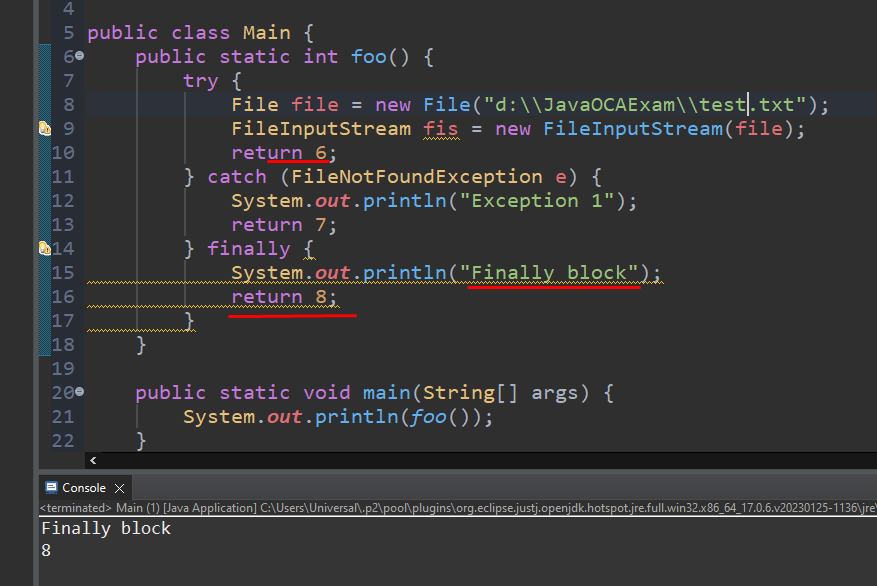 4
5 public class Main {
6 public static int foo() {
7 try {
8 File file = new File("d:\\JavaOCAExam\\test.txt");
9 FileInputStream fis = new FileInputStream(file);
10 return 6;
11 } catch (FileNotFoundException e) {
12 System.out.println("Exception 1");
13 return 7;
14 } finally {
15 System.out.println("Finally block");
16 return 8;
17 }
18 }
19
20 public static void main(String[] args) {
21 System.out.println(foo());
22 }
Console
<terminated> Main (1) [Java Application] C:\Users\Universal\.p2\pool\plugins\org.eclipse.justj.openjdk.hotspot.jre.full.win32.x86_64_17.0.6.v20230125-1136\jre\
Finally block
8